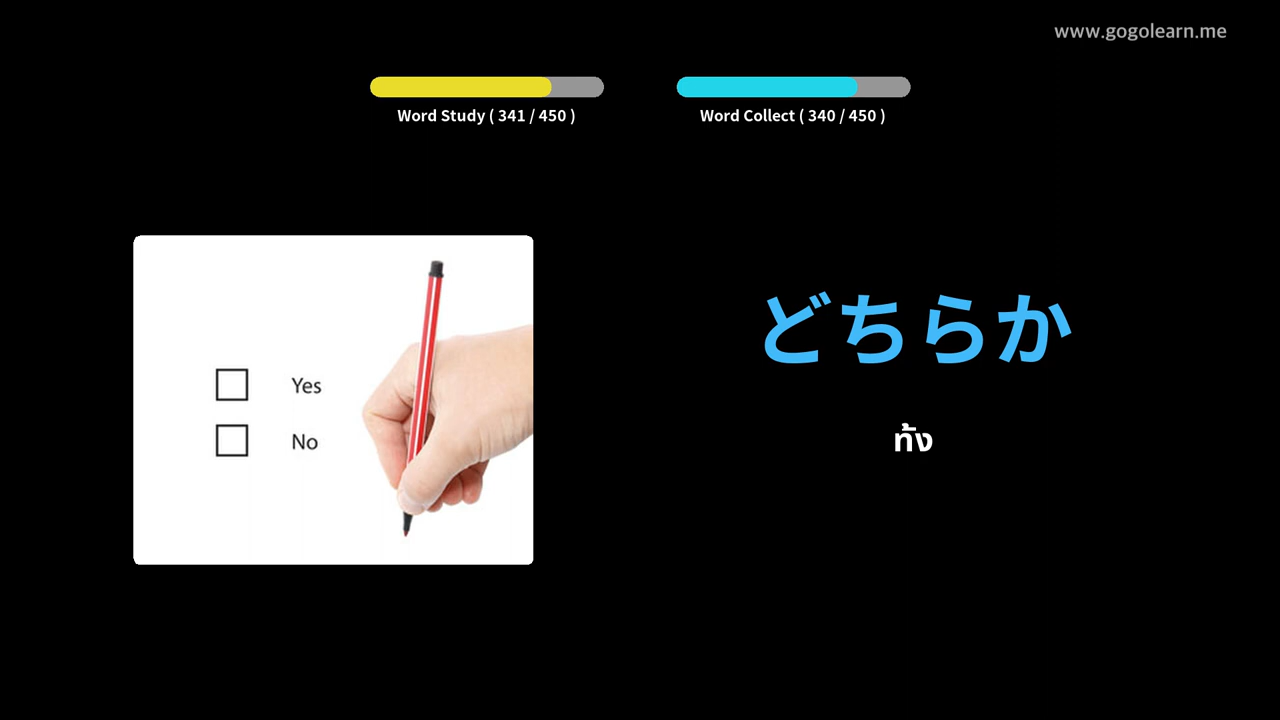 www.gogolearn.me
Word Study ( 341 / 450 )
Word Collect ( 340 / 450 )
Yes
No
どちらか
ท้ง